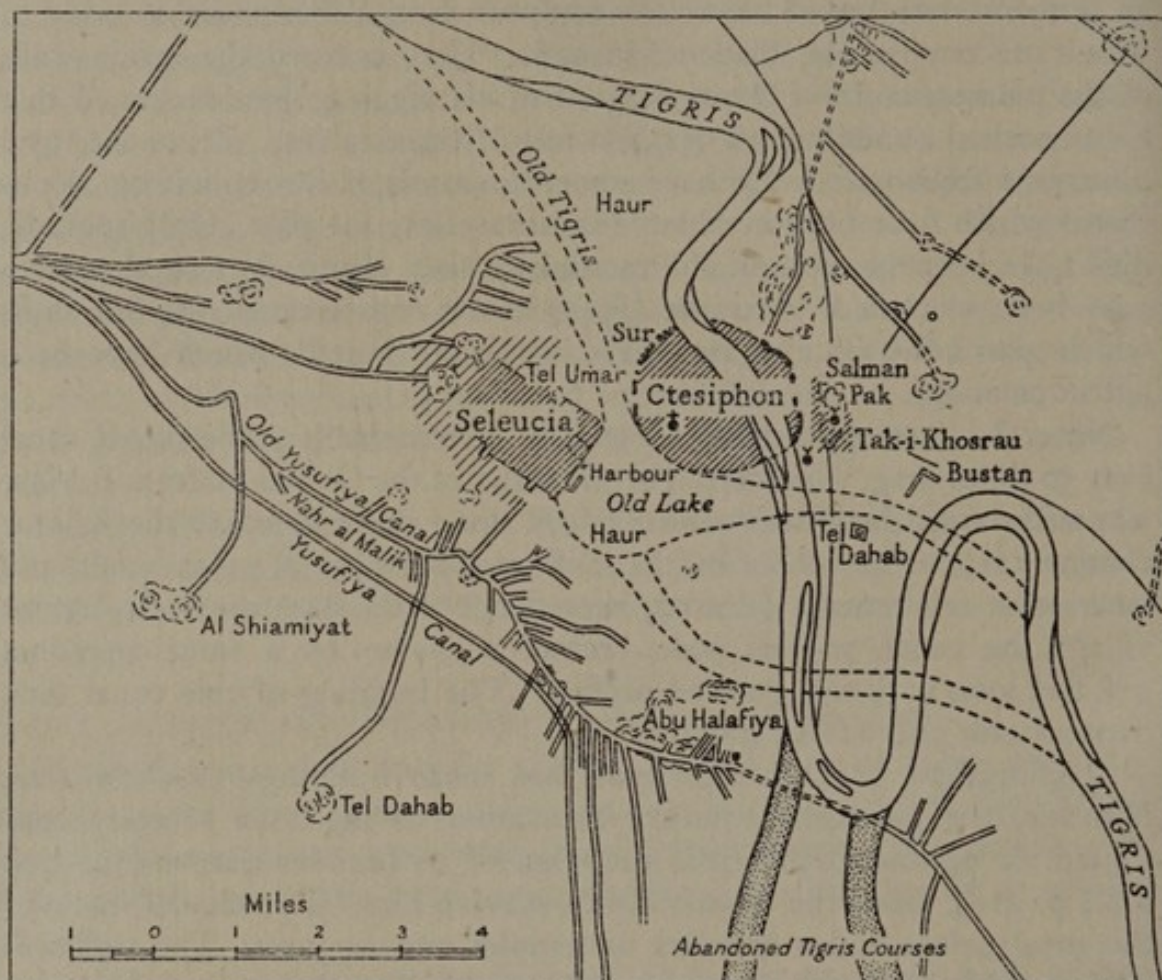 TIGRIS
Old Tigris
Haur
Sur
Salman
Pak
Tel Umar
Ctesiphon
Seleucia
Tak-i-Khosrau
Harbour
Bustan
Old Yusufiya Canal
Old Lake
Nahr al Malik
Haur
Tel
Dahab
Yusufiya Canal
Al Shiamiyat
Abu Halafiya
Tel Dahab
TIGRIS
Miles
1 0 1 2 3 4
Abandoned Tigris Courses